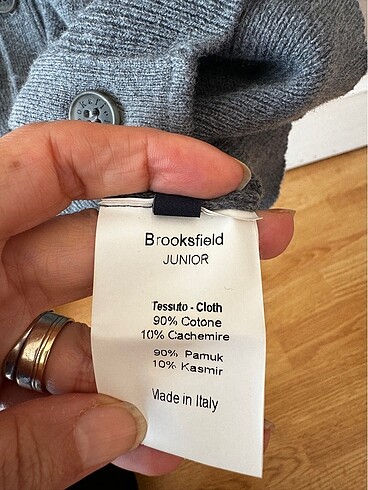 Brooksfield
JUNIOR
Tessuto - Cloth
90% Cotone
10% Cachemire
90% Pamuk
10% Kasmir
Made in Italy